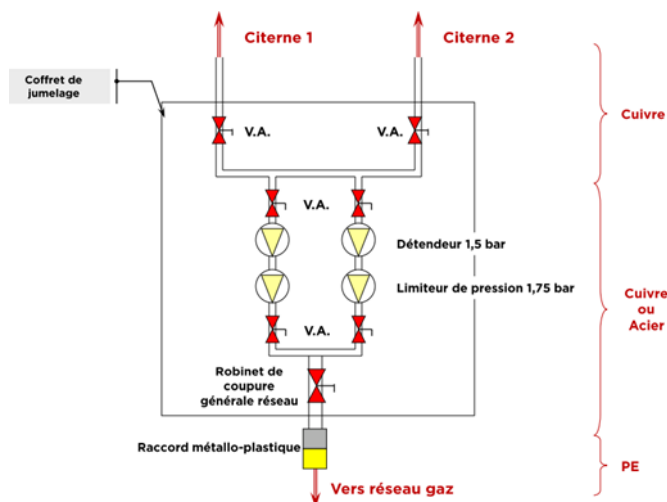 Citerne 1
Citerne 2
Coffret de
jumelage
V.A.
V.A.
Cuivre
V.A.
Détendeur 1,5 bar
Limiteur de pression 1,75 bar
Cuivre
ou
Acier
V.A.
Robinet de
coupure
générale réseau
Raccord métallo-plastique
PE
Vers réseau gaz